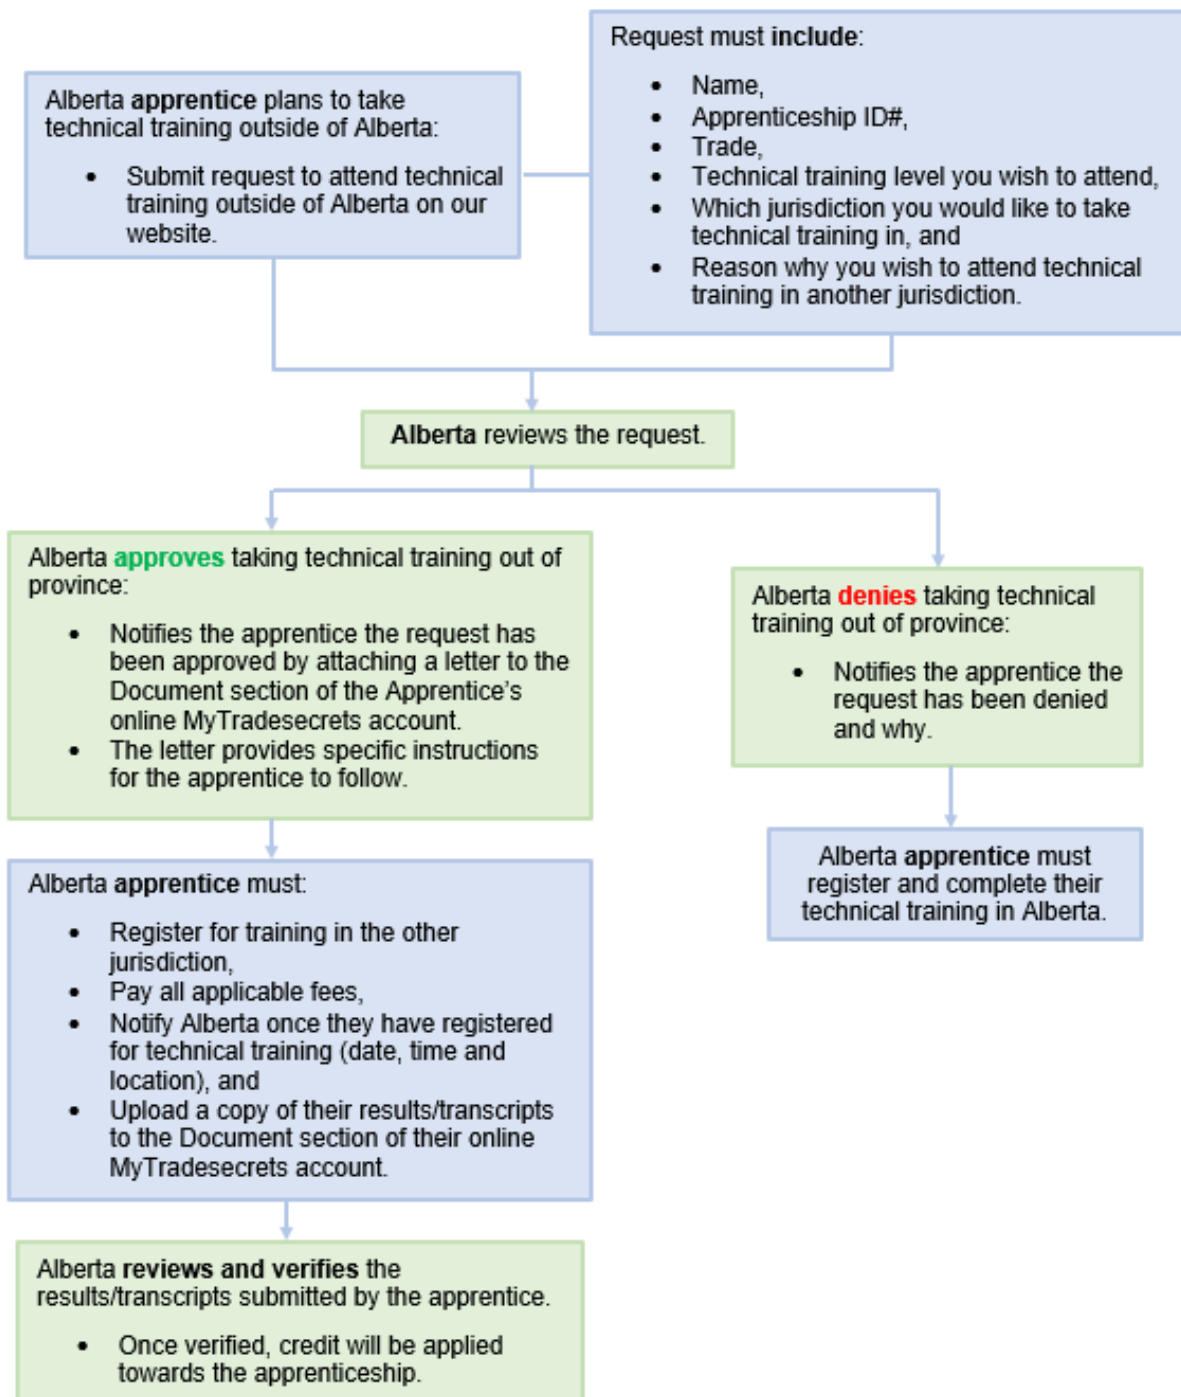 Alberta apprentice plans to take
technical training outside of Alberta:
• Submit request to attend technical
training outside of Alberta on our
website.
Request must include:
• Name,
• Apprenticeship ID#,
• Trade,
• Technical training level you wish to attend,
• Which jurisdiction you would like to take
technical training in, and
• Reason why you wish to attend technical
training in another jurisdiction.
Alberta reviews the request.
Alberta approves taking technical training out of
province:
• Notifies the apprentice the request has
been approved by attaching a letter to the
Document section of the Apprentice's
online MyTradesecrets account.
• The letter provides specific instructions
for the apprentice to follow.
Alberta denies taking technical
training out of province:
• Notifies the apprentice the
request has been denied
and why.
Alberta apprentice must
register and complete their
technical training in Alberta.
Alberta apprentice must:
• Register for training in the other
jurisdiction,
• Pay all applicable fees,
• Notify Alberta once they have registered
for technical training (date, time and
location), and
• Upload a copy of their results/transcripts
to the Document section of their online
MyTradesecrets account.
Alberta reviews and verifies the
results/transcripts submitted by the apprentice.
• Once verified, credit will be applied
towards the apprenticeship.